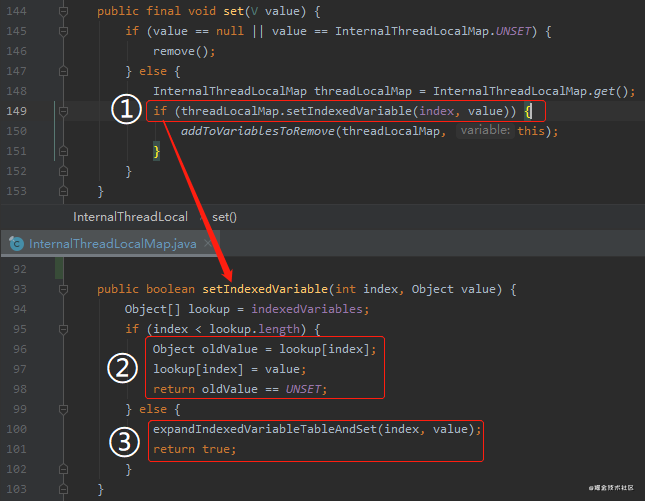 144 public final void set(V value) {
145 if (value == null || value == InternalThreadLocalMap.UNSET) {
146 remove();
147 } else {
148 InternalThreadLocalMap threadLocalMap = InternalThreadLocalMap.get();
① 149 if (threadLocalMap.setIndexedVariable(index, value)) {
150 addToVariablesToRemove(threadLocalMap, variable: this);
151 }
152 }
153 }
InternalThreadLocal › set()
InternalThreadLocalMap.java ×
92
93 public boolean setIndexedVariable(int index, Object value) {
94 Object[] lookup = indexedVariables;
95 if (index < lookup.length) {
96 Object oldValue = lookup[index];
② 97 lookup[index] = value;
98 return oldValue == UNSET;
99 } else {
③ 100 expandIndexedVariableTableAndSet(index, value);
101 return true;
102 }
103 }
@掘金技术社区